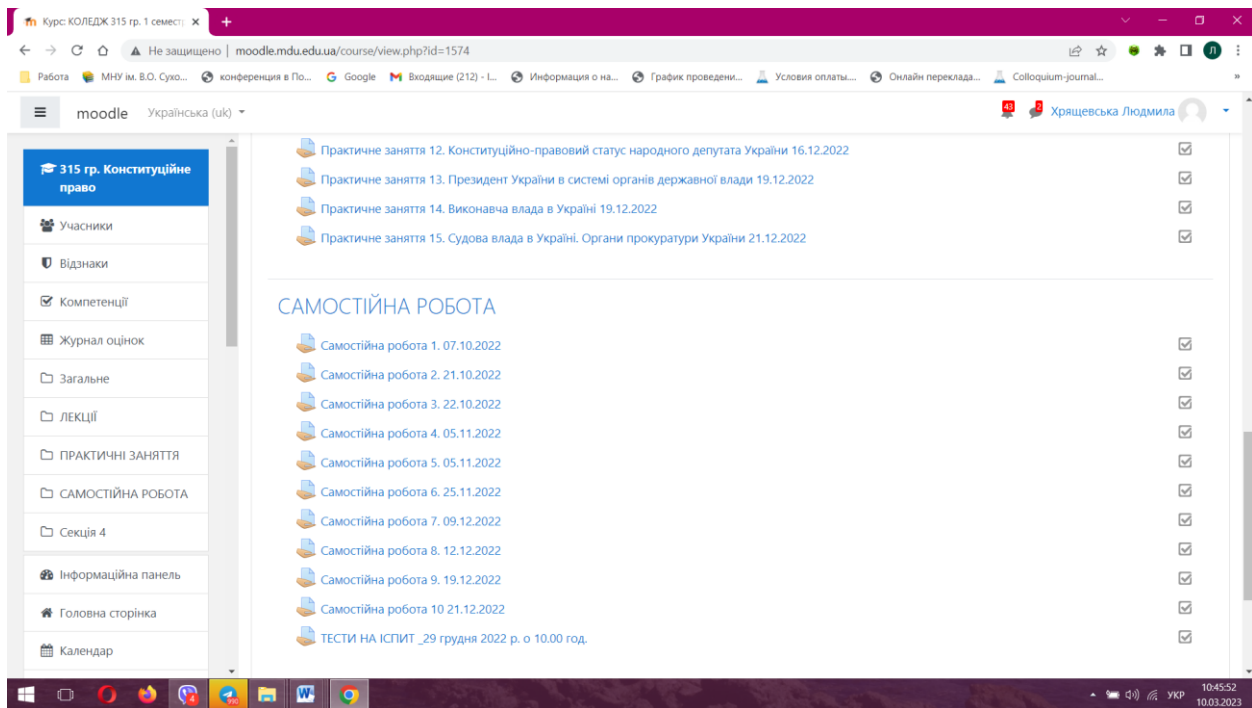 Курс: КОЛЕДЖ 315 гр. 1 семестр
Не защищено | moodle.mdu.edu.ua/course/view.php?id=1574
Работа МНУ ім. В.О. Сухо... конференция в По... Google Входящие (212) - l... Информация о на... График проведени... Условия оплаты.... Онлайн переклада... Colloquium-journal... »
moodle Українська (uk) 43 2 Хрящевська Людмила
315 гр. Конституційне
право
Учасники
Відзнаки
Компетенції
Журнал оцінок
Загальне
ЛЕКЦІЇ
ПРАКТИЧНІ ЗАНЯТТЯ
САМОСТІЙНА РОБОТА
Секція 4
Інформаційна панель
Головна сторінка
Календар
Практичне заняття 12. Конституційно-правовий статус народного депутата України 16.12.2022
Практичне заняття 13. Президент України в системі органів державної влади 19.12.2022
Практичне заняття 14. Виконавча влада в Україні 19.12.2022
Практичне заняття 15. Судова влада в Україні. Органи прокуратури України 21.12.2022
САМОСТІЙНА РОБОТА
Самостійна робота 1. 07.10.2022
Самостійна робота 2. 21.10.2022
Самостійна робота 3. 22.10.2022
Самостійна робота 4. 05.11.2022
Самостійна робота 5. 05.11.2022
Самостійна робота 6. 25.11.2022
Самостійна робота 7. 09.12.2022
Самостійна робота 8. 12.12.2022
Самостійна робота 9. 19.12.2022
Самостійна робота 10 21.12.2022
ТЕСТИ НА ІСПИТ _29 грудня 2022 р. о 10.00 год.
УКР
10:45:52
10.03.2023